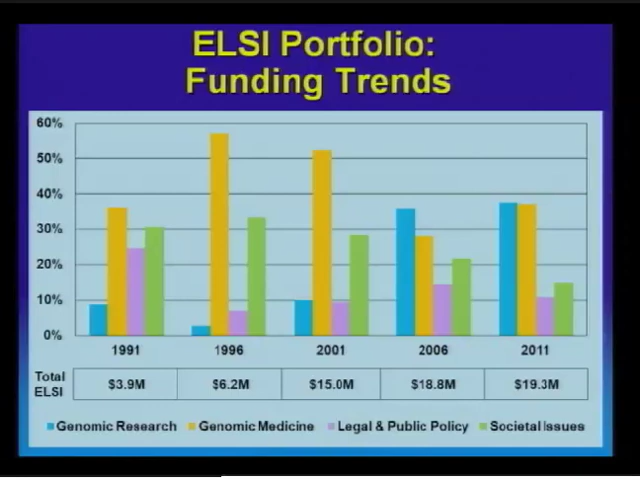 ELSI Portfolio:
Funding Trends
60%
50%
40%
30%
20%
10%
0%
1991 1996 2001 2006 2011
Total
ELSI
$3.9M $6.2M $15.0M $18.8M $19.3M
Genomic Research Genomic Medicine Legal & Public Policy Societal Issues